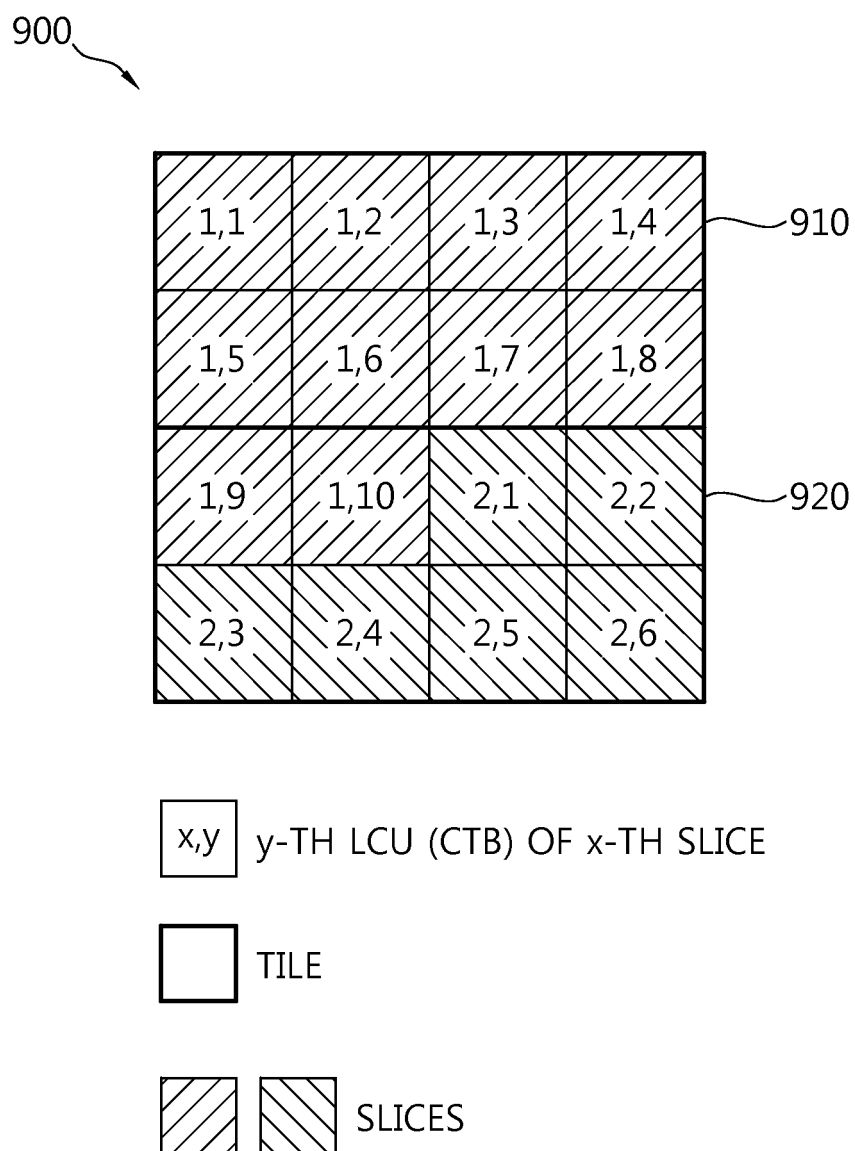 900
1,1 1,2 1,3 1,4 910
1,5 1,6 1,7 1,8
1,9 1,10 2,1 2,2 920
2,3 2,4 2,5 2,6
x,y y-TH LCU (CTB) OF x-TH SLICE
TILE
SLICES